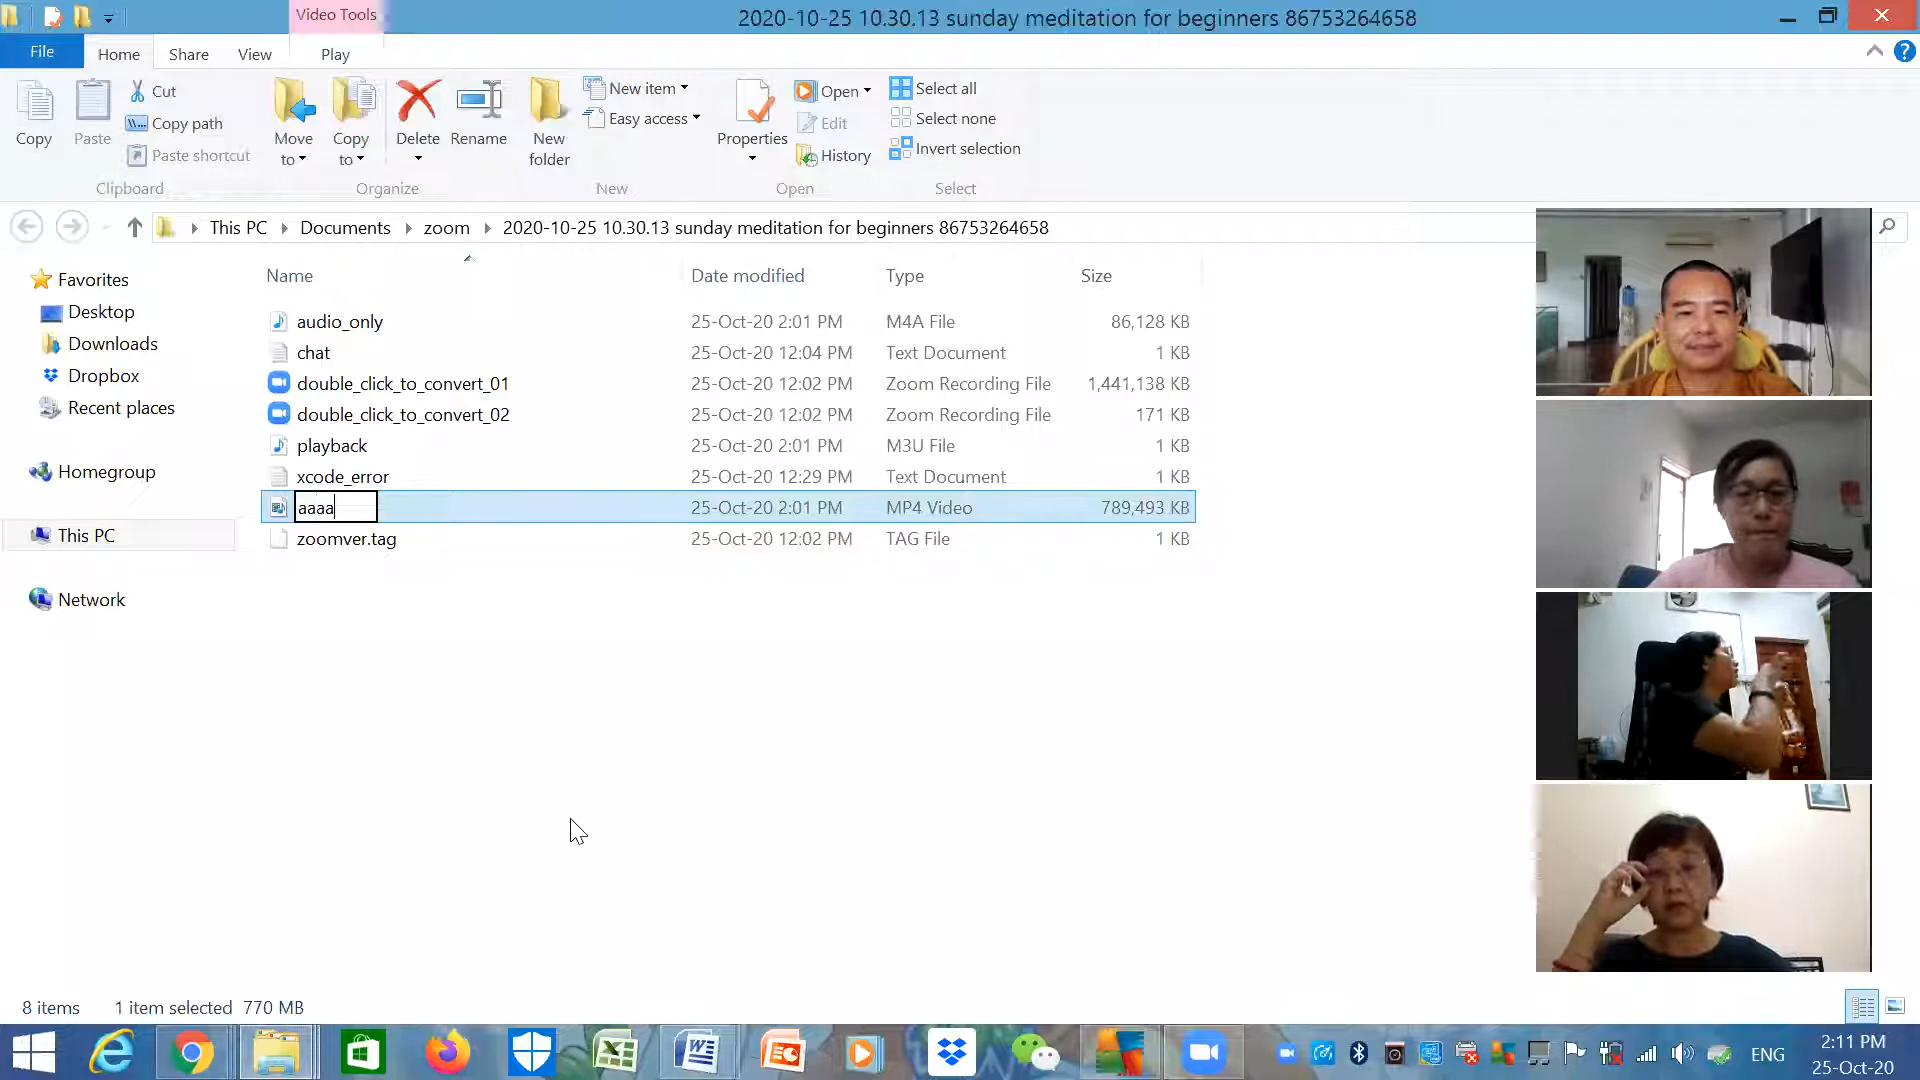 Video Tools
2020-10-25 10.30.13 sunday meditation for beginners 86753264658
File
Home
Share
View
Play
Copy
Paste
Cut
Copy path
Paste shortcut
Clipboard
Move to
Copy to
Delete
Rename
Organize
New folder
New item
Easy access
New
Properties
Open
Edit
History
Open
Select all
Select none
Invert selection
Select
This PC
Documents
zoom
2020-10-25 10.30.13 sunday meditation for beginners 86753264658
Favorites
Desktop
Downloads
Dropbox
Recent places
Homegroup
This PC
Network
Name Date modified Type Size
audio_only 25-Oct-20 2:01 PM M4A File 86,128 KB
chat 25-Oct-20 12:04 PM Text Document 1 KB
double_click_to_convert_01 25-Oct-20 12:02 PM Zoom Recording File 1,441,138 KB
double_click_to_convert_02 25-Oct-20 12:02 PM Zoom Recording File 171 KB
playback 25-Oct-20 2:01 PM M3U File 1 KB
xcode_error 25-Oct-20 12:29 PM Text Document 1 KB
aaaa 25-Oct-20 2:01 PM MP4 Video 789,493 KB
zoomver.tag 25-Oct-20 12:02 PM TAG File 1 KB
8 items 1 item selected 770 MB
ENG
2:11 PM
25-Oct-20